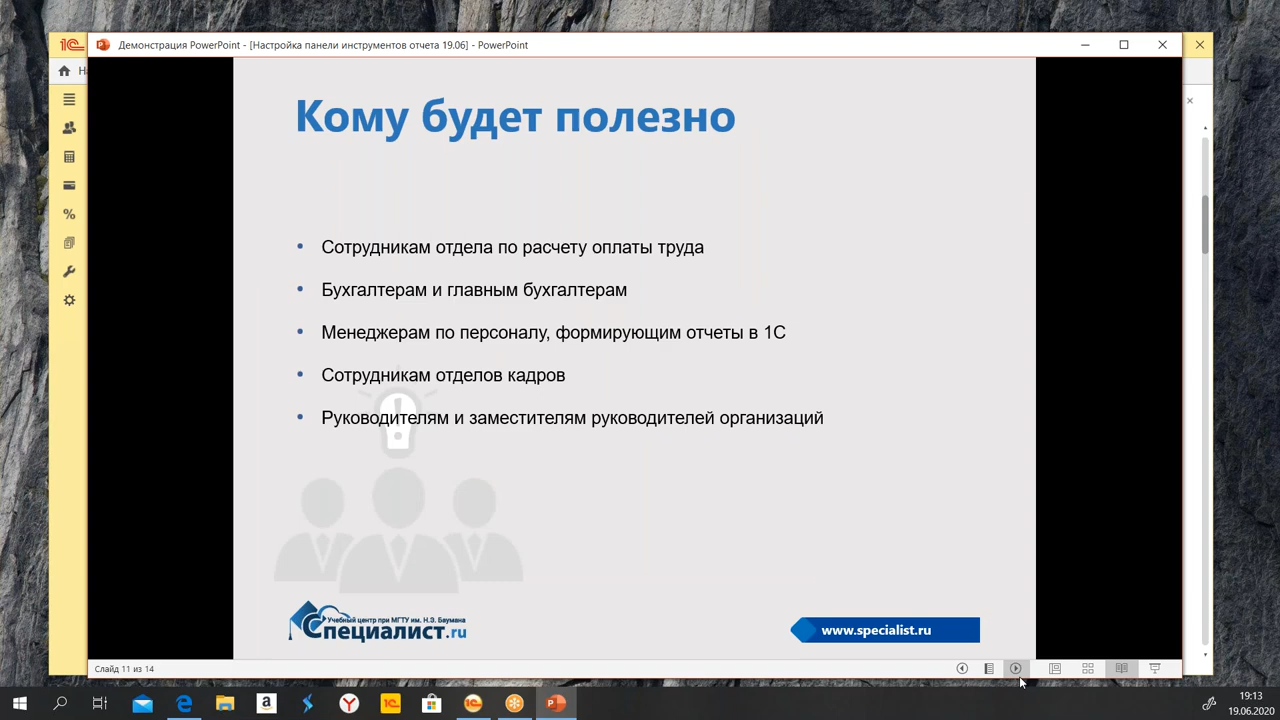 1С
Демонстрация PowerPoint - [Настройка панели инструментов отчета 19.06] - PowerPoint
Кому будет полезно
Сотрудникам отдела по расчету оплаты труда
Бухгалтерам и главным бухгалтерам
Менеджерам по персоналу, формирующим отчеты в 1С
Сотрудникам отделов кадров
Руководителям и заместителям руководителей организаций
Учебный центр при МГТУ им. Н.Э. Баумана
Специалист.ru
www.specialist.ru
Слайд 11 из 14
19:13
19.06.2020